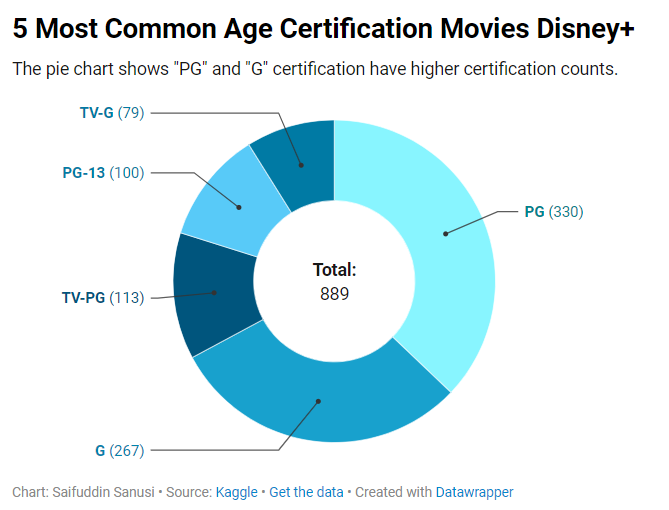 5 Most Common Age Certification Movies Disney+
The pie chart shows "PG" and "G" certification have higher certification counts.
TV-G (79)
PG-13 (100)
PG (330)
Total:
889
TV-PG (113)
G (267)
Chart: Saifuddin Sanusi • Source: Kaggle • Get the data • Created with Datawrapper